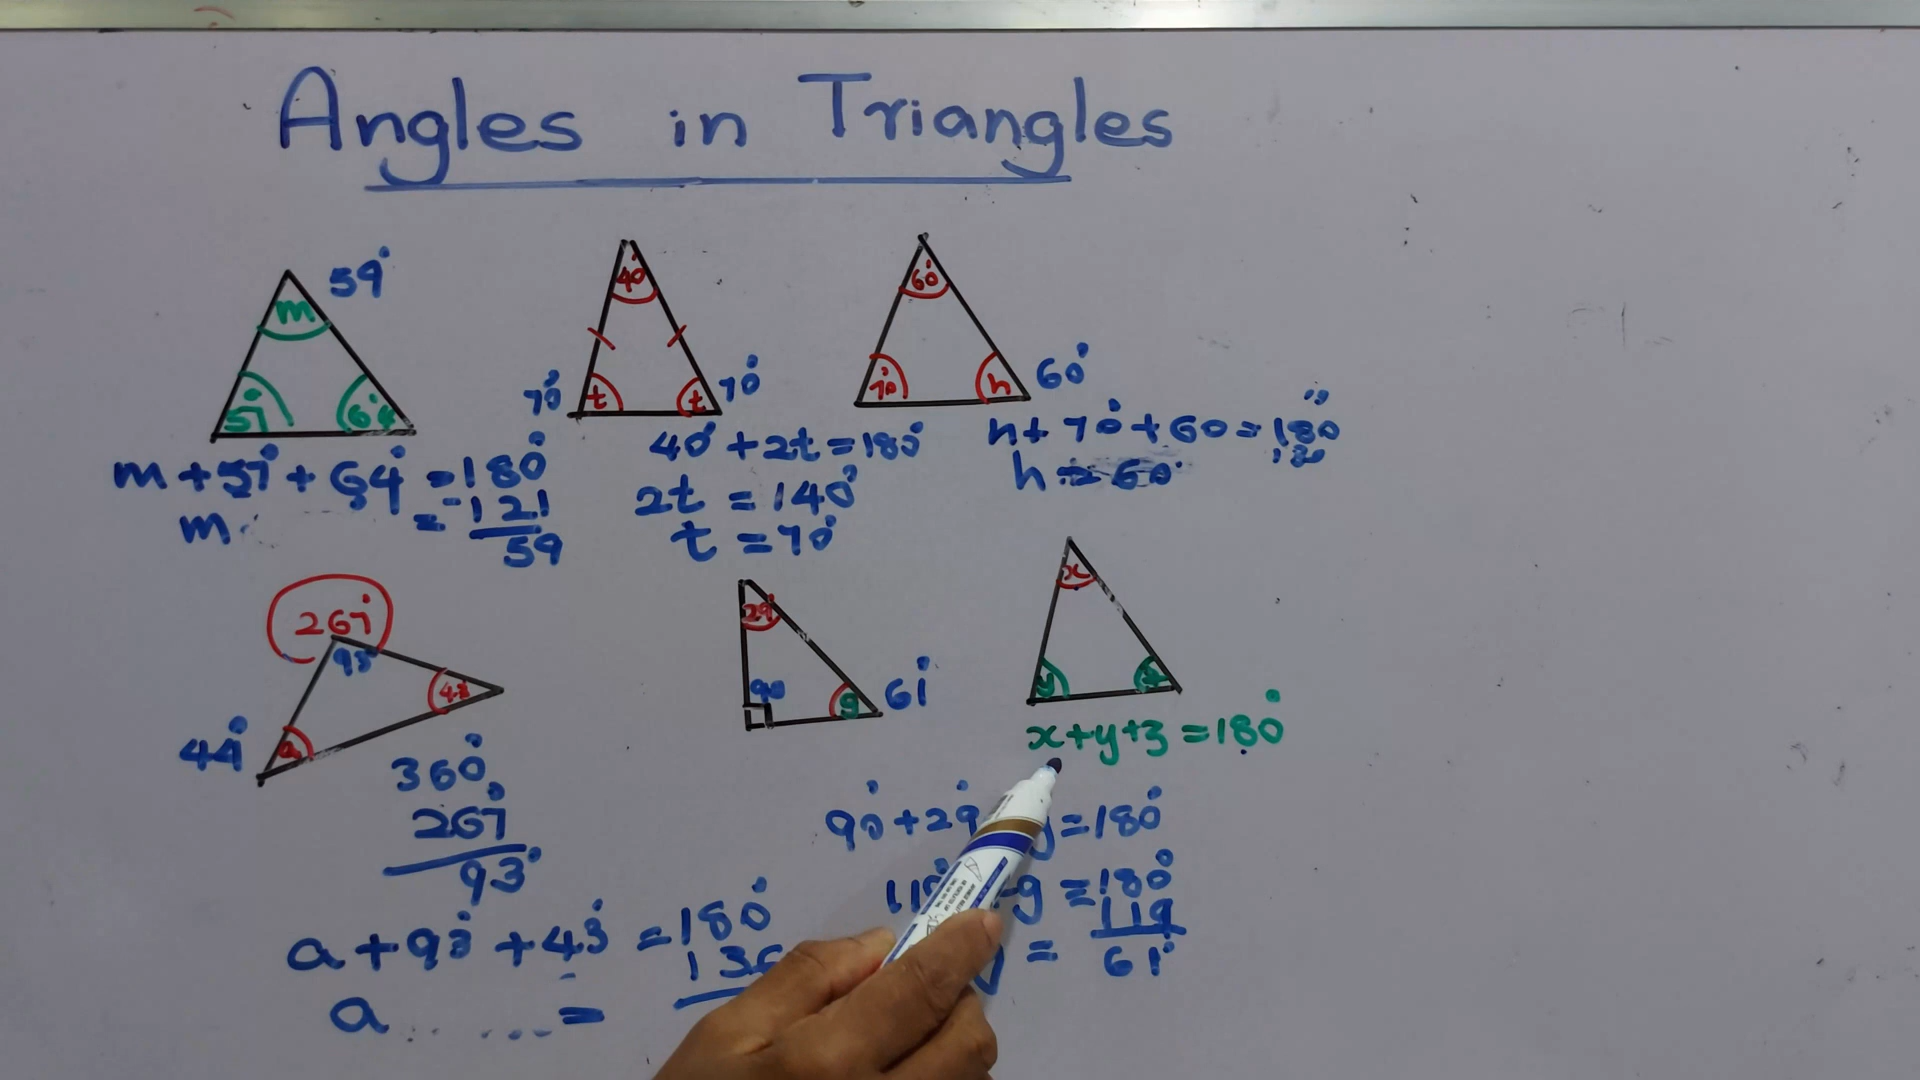 Angles in Triangles
59°
m
57°
64°
m + 57° + 64° = 180°
m = - 121
59
40°
t
t
70°
70°
40° + 2t = 180°
2t = 140°
t = 70°
60°
70°
h
60°
h + 70° + 60 = 180°
130
h = 60°
267°
93°
43°
a
44°
360°
267°
93°
a + 93° + 43° = 180°
136
a =
29°
90
g
61°
90° + 29° g = 180°
g = 180°
119
= 61°
x
y
z
x + y + z = 180°